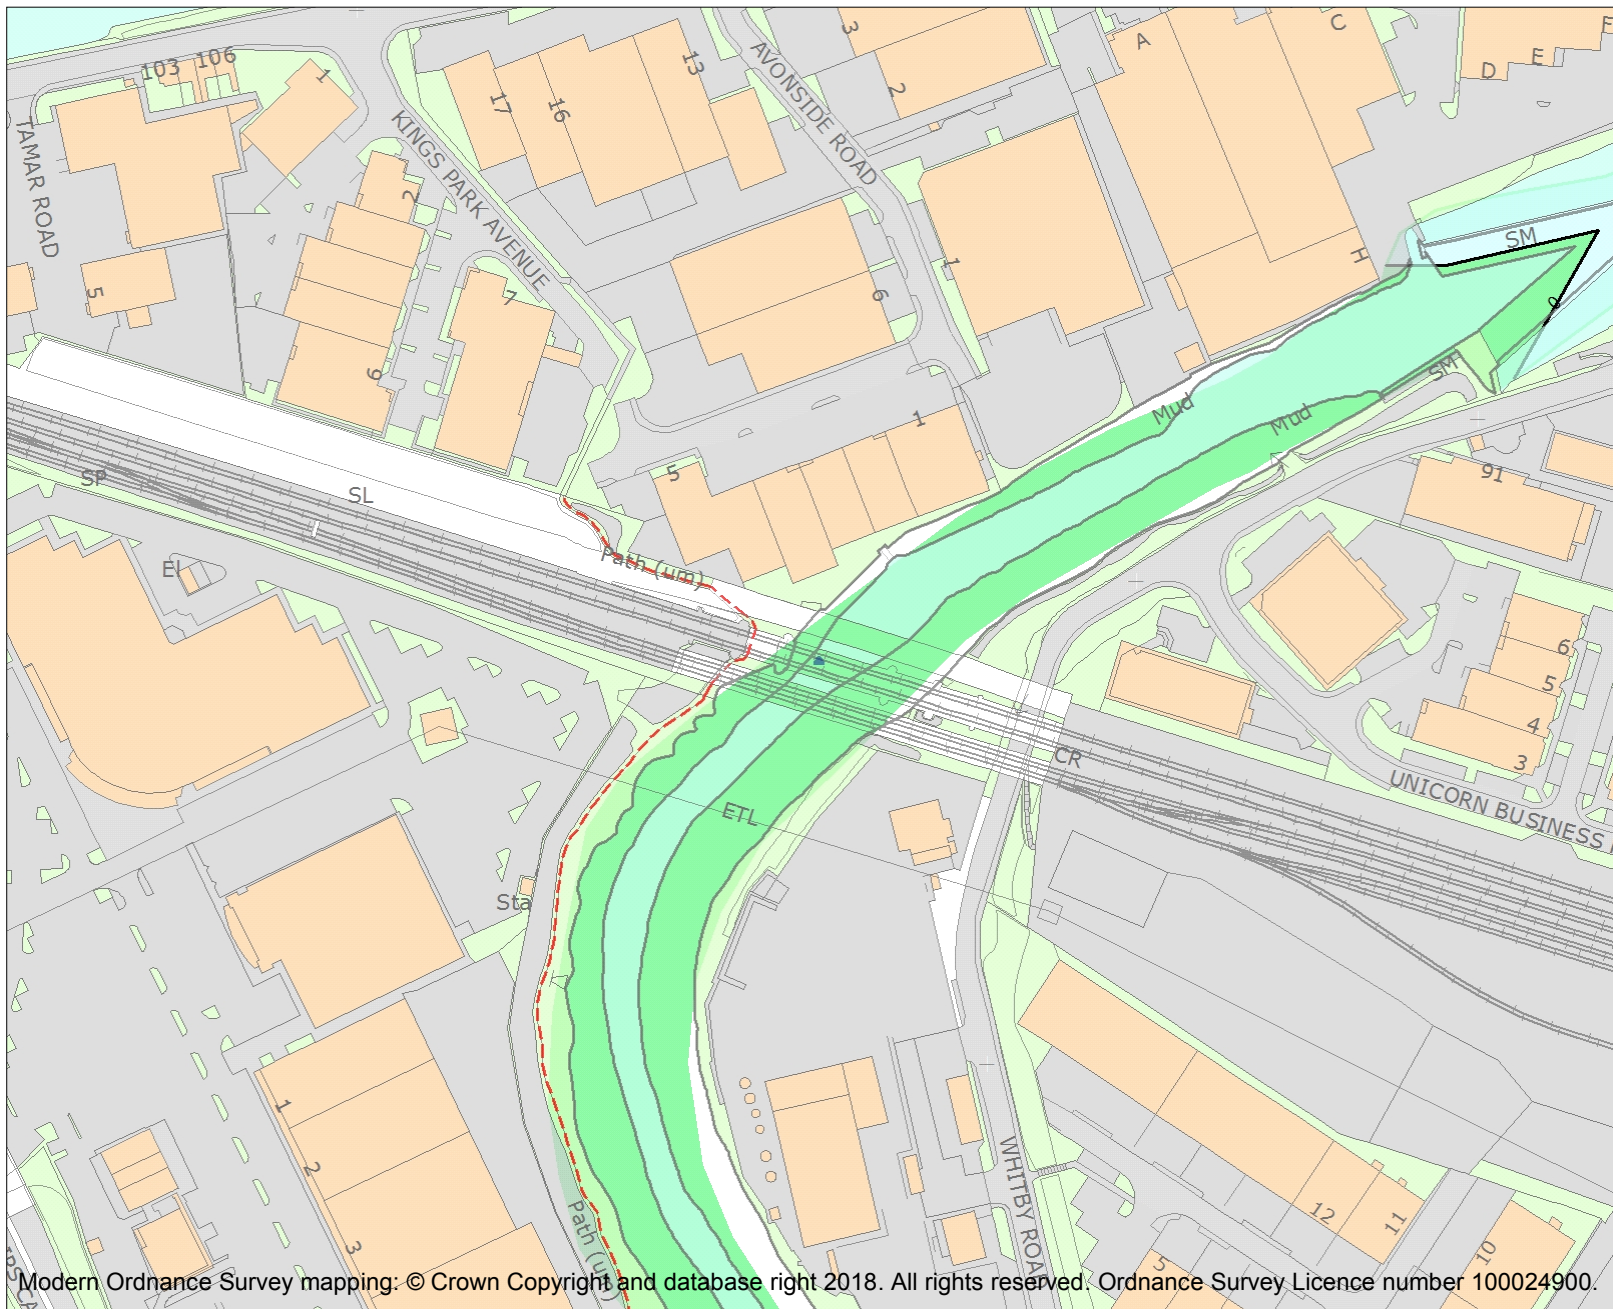 103 106
1
17
16
13
3
2
A
C
D
E
F
TAMAR ROAD
KINGS PARK AVENUE
AVONSIDE ROAD
2
5
7
6
6
1
H
SM
0
SM
Mud
Mud
1
5
91
SP
SL
Path (um)
El
ETL
CR
6
5
4
3
UNICORN BUSINESS
Sta
1
2
3
Path (um)
WHITBY ROAD
12
11
10
5
Modern Ordnance Survey mapping: © Crown Copyright and database right 2018. All rights reserved. Ordnance Survey Licence number 100024900.